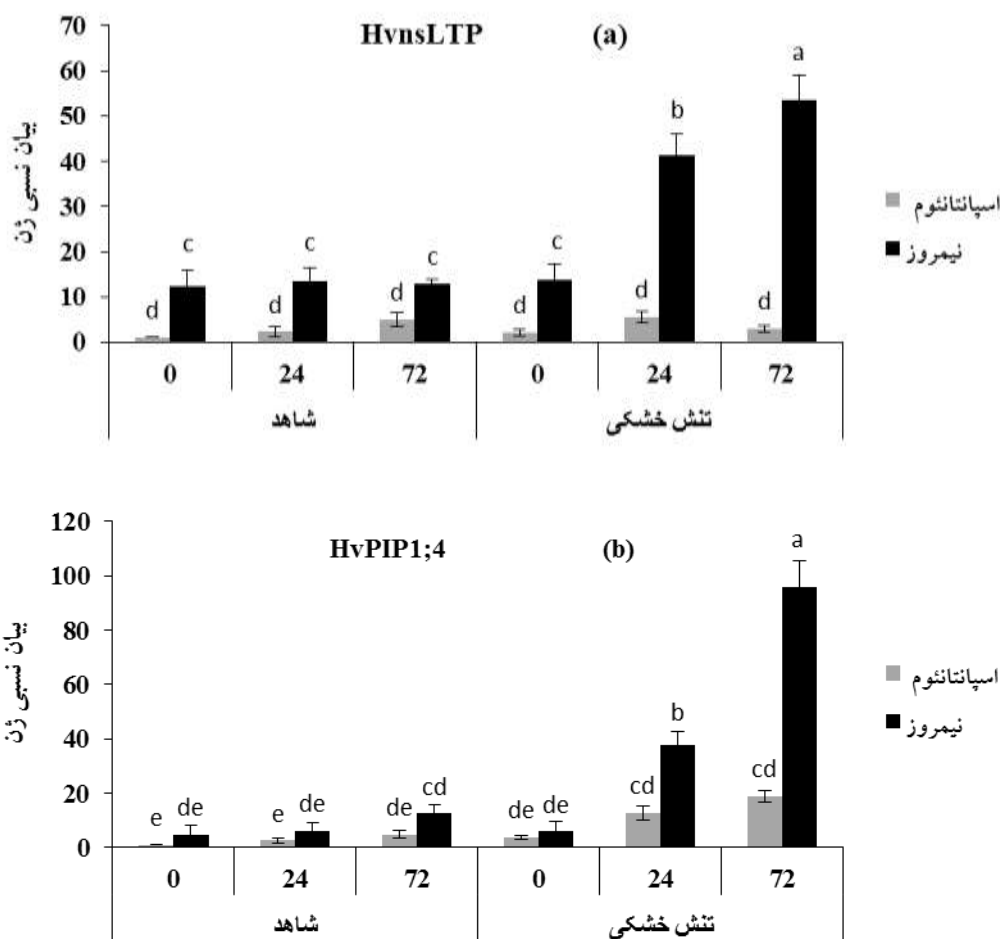 HvnsLTP (a)
بیان نسبی ژن
70
60
50
40
30
20
10
0
d c d c d c d c d b d a
0 24 72 0 24 72
شاهد تنش خشکی
اسپانتانئوم
نیمروز
HvPIP1;4 (b)
بیان نسبی ژن
120
100
80
60
40
20
0
e de e de de cd de de cd b cd a
0 24 72 0 24 72
شاهد تنش خشکی
اسپانتانئوم
نیمروز